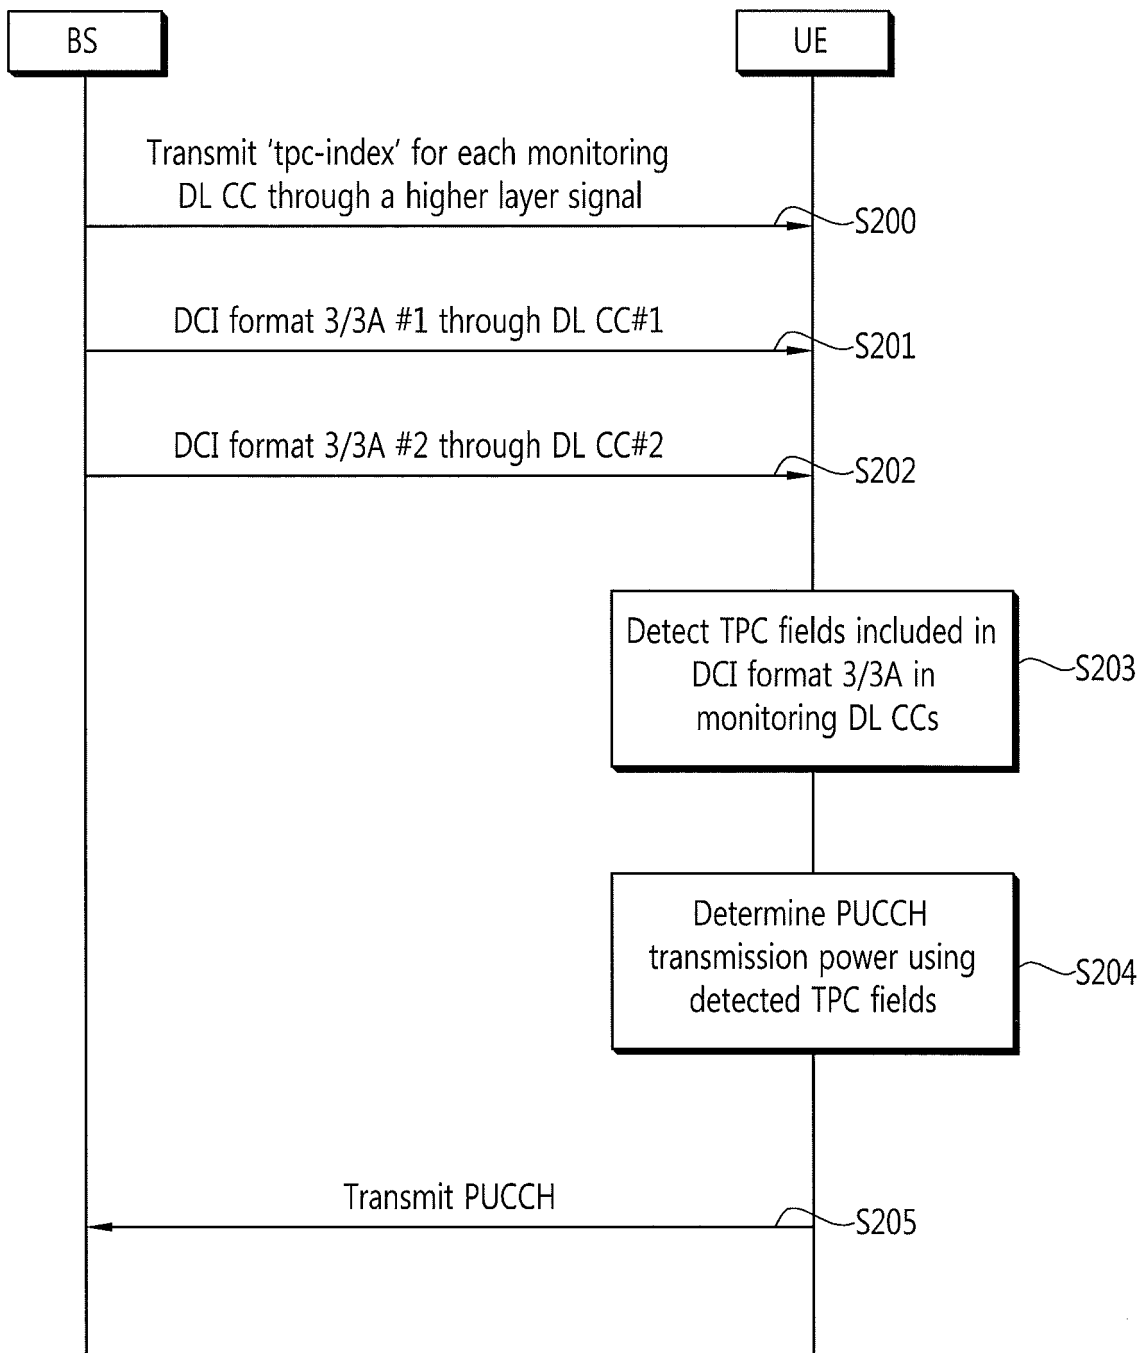 BS
UE
Transmit 'tpc-index' for each monitoring
DL CC through a higher layer signal
S200
DCI format 3/3A #1 through DL CC#1
S201
DCI format 3/3A #2 through DL CC#2
S202
Detect TPC fields included in
DCI format 3/3A in
monitoring DL CCs
S203
Determine PUCCH
transmission power using
detected TPC fields
S204
Transmit PUCCH
S205